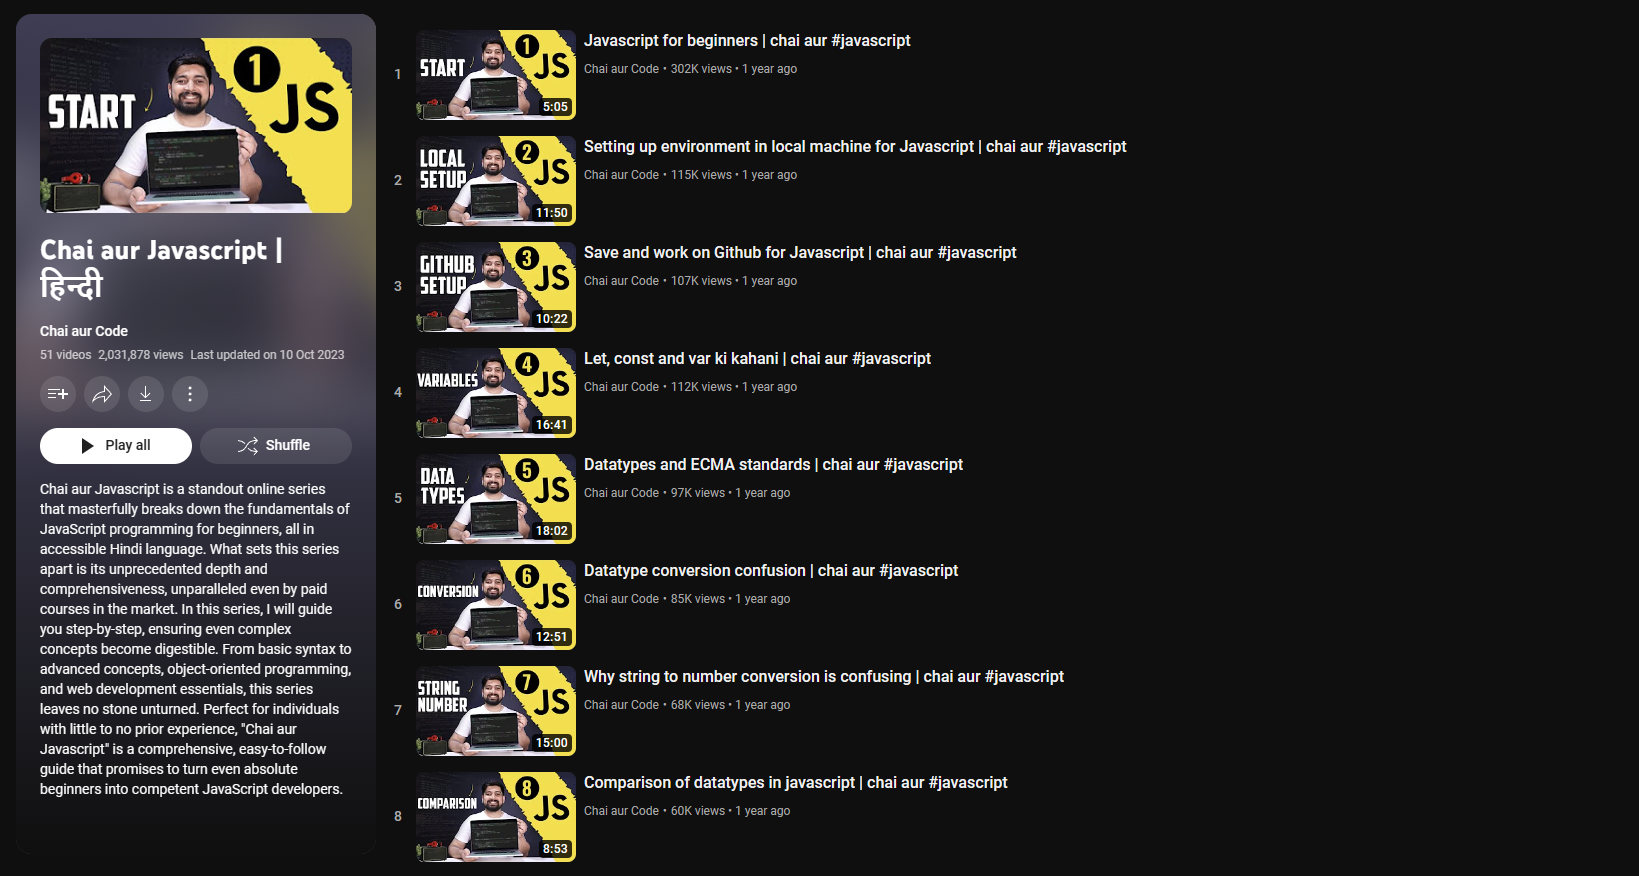 START
1
JS
Chai aur Javascript |
हिन्दी
Chai aur Code
51 videos 2,031,878 views Last updated on 10 Oct 2023
Play all
Shuffle
Chai aur Javascript is a standout online series
that masterfully breaks down the fundamentals of
JavaScript programming for beginners, all in
accessible Hindi language. What sets this series
apart is its unprecedented depth and
comprehensiveness, unparalleled even by paid
courses in the market. In this series, I will guide
you step-by-step, ensuring even complex
concepts become digestible. From basic syntax to
advanced concepts, object-oriented programming,
and web development essentials, this series
leaves no stone unturned. Perfect for individuals
with little to no prior experience, "Chai aur
Javascript" is a comprehensive, easy-to-follow
guide that promises to turn even absolute
beginners into competent JavaScript developers.
1
START
1
JS
5:05
Javascript for beginners | chai aur #javascript
Chai aur Code • 302K views • 1 year ago
2
LOCAL
SETUP
2
JS
11:50
Setting up environment in local machine for Javascript | chai aur #javascript
Chai aur Code • 115K views • 1 year ago
3
GITHUB
SETUP
3
JS
10:22
Save and work on Github for Javascript | chai aur #javascript
Chai aur Code • 107K views • 1 year ago
4
VARIABLES
4
JS
16:41
Let, const and var ki kahani | chai aur #javascript
Chai aur Code • 112K views • 1 year ago
5
DATA
TYPES
5
JS
18:02
Datatypes and ECMA standards | chai aur #javascript
Chai aur Code • 97K views • 1 year ago
6
CONVERSION
6
JS
12:51
Datatype conversion confusion | chai aur #javascript
Chai aur Code • 85K views • 1 year ago
7
STRING
NUMBER
7
JS
15:00
Why string to number conversion is confusing | chai aur #javascript
Chai aur Code • 68K views • 1 year ago
8
COMPARISON
8
JS
8:53
Comparison of datatypes in javascript | chai aur #javascript
Chai aur Code • 60K views • 1 year ago